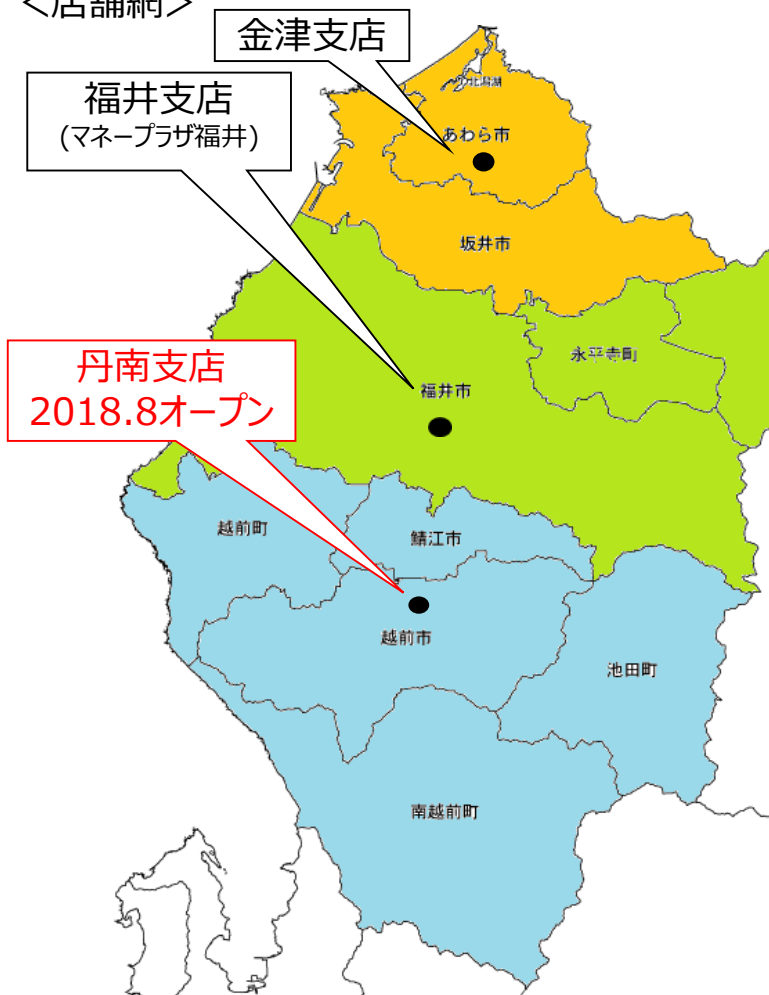 <店舗網>
金津支店
福井支店
(マネープラザ福井)
北潟湖
あわら市
坂井市
永平寺町
丹南支店
2018.8オープン
福井市
越前町
鯖江市
越前市
池田町
南越前町